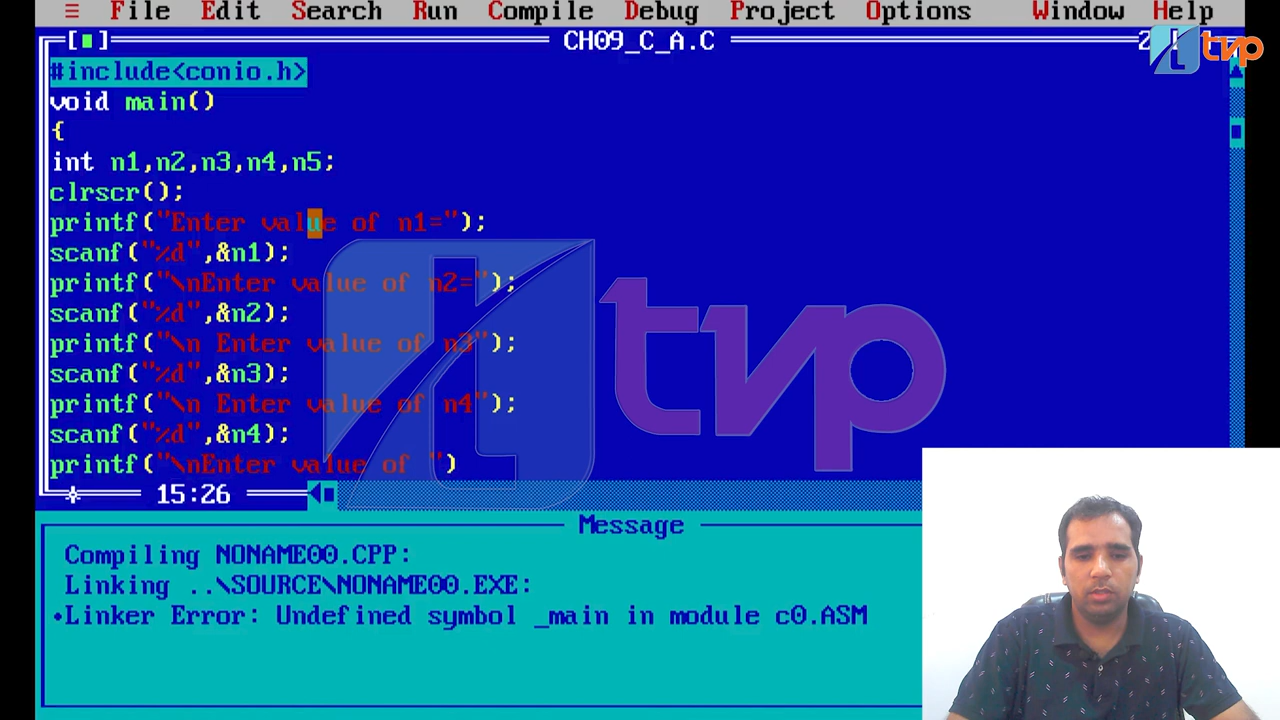 ≡ File Edit Search Run Compile Debug Project Options Window Help
[■] CH09_C_A.C
tvp
#include<conio.h>
void main()
{
int n1,n2,n3,n4,n5;
clrscr();
printf("Enter value of n1=");
scanf("%d",&n1);
printf("\nEnter value of n2=");
scanf("%d",&n2);
printf("\n Enter value of n3");
scanf("%d",&n3);
printf("\n Enter value of n4");
scanf("%d",&n4);
printf("\nEnter value of ")
tvp
15:26
Message
Compiling NONAME00.CPP:
Linking ..\SOURCE\NONAME00.EXE:
•Linker Error: Undefined symbol _main in module c0.ASM